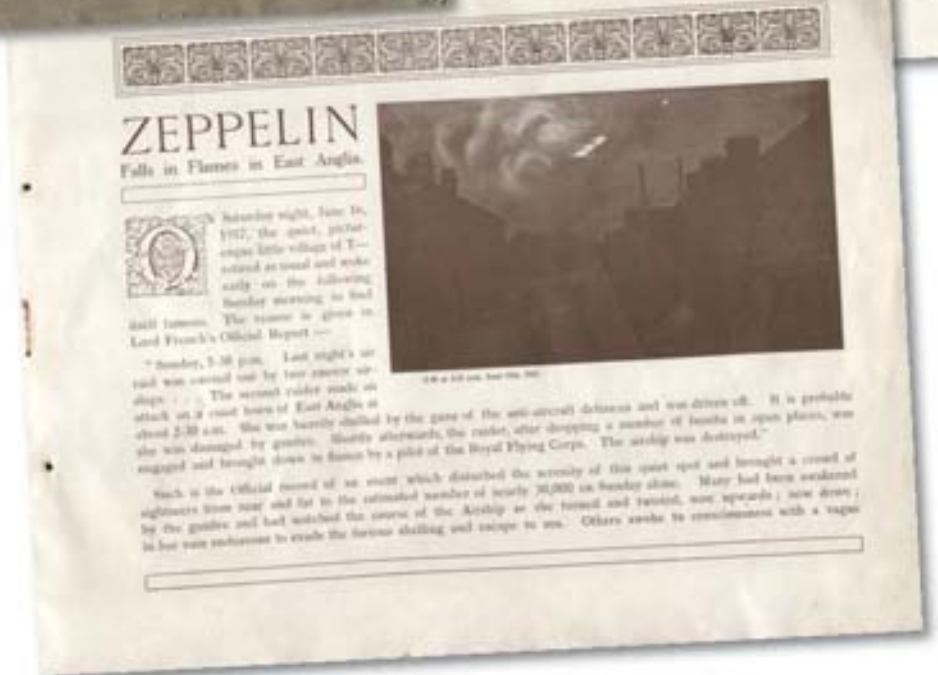 ZEPPELIN
Falls in Flames in East Anglia.
ON Saturday night, June 16,
1917, the quiet, pictur-
esque little village of T—
retired as usual and woke
early on the following
Sunday morning to find
itself famous. The reason is given in
Lord French's Official Report —
"Sunday, 3-30 p.m. Last night's air
raid was carried out by two enemy air-
ships . . . The second raider made an
attack on a coast town of East Anglia at
about 2-30 a.m. She was heavily shelled by the guns of the anti-aircraft defences and was driven off. It is probable
she was damaged by gunfire. Shortly afterwards, the raider, after dropping a number of bombs in open places, was
engaged and brought down in flames by a pilot of the Royal Flying Corps. The airship was destroyed."
Such is the Official record of an event which disturbed the serenity of this quiet spot and brought a crowd of
sightseers from near and far to the estimated number of nearly 30,000 on Sunday alone. Many had been awakened
by the gunfire and had watched the course of the Airship as she turned and twisted, now upwards; now down;
in her vain endeavour to evade the furious shelling and escape to sea. Others awoke to consciousness with a vague